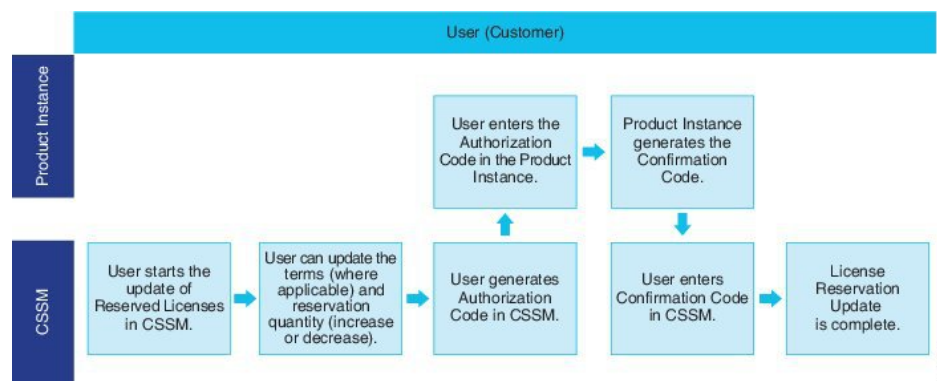 User (Customer)
Product Instance
User enters the
Authorization
Code in the Product
Instance.
Product Instance
generates the
Confirmation
Code.
CSSM
User starts the
update of
Reserved Licenses
in CSSM.
User can update the
terms (where
applicable) and
reservation
quantity (increase
or decrease).
User generates
Authorization
Code in CSSM.
User enters
Confirmation Code
in CSSM.
License
Reservation
Update
is complete.